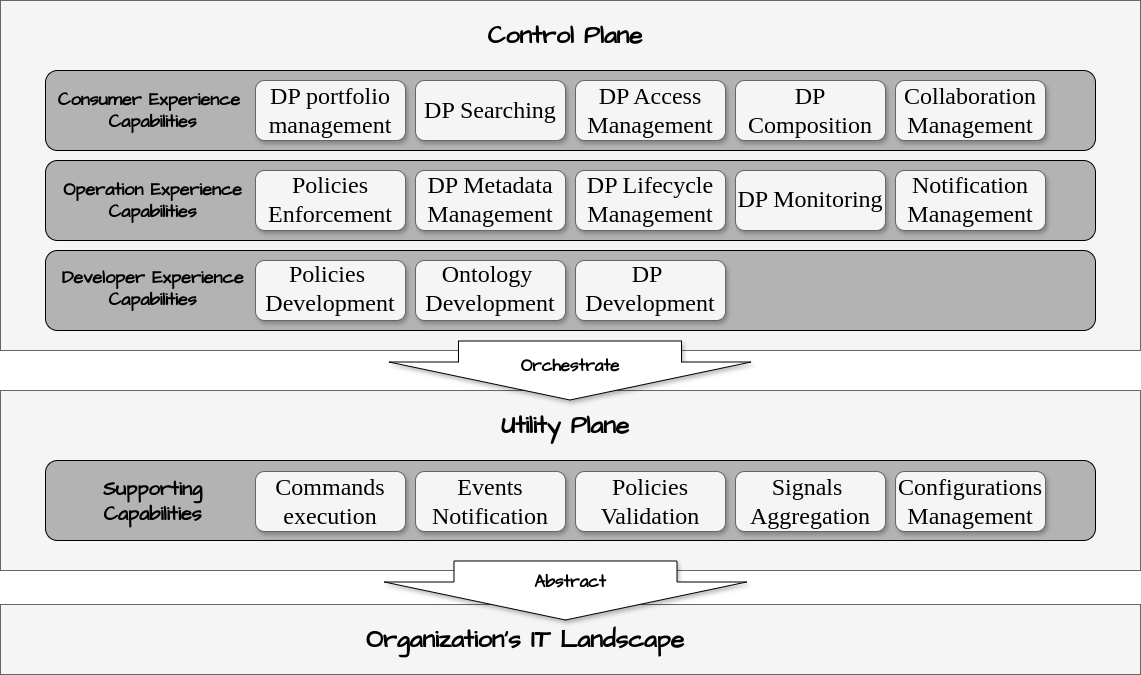 Control Plane
Consumer Experience
Capabilities
DP portfolio
management
DP Searching
DP Access
Management
DP
Composition
Collaboration
Management
Operation Experience
Capabilities
Policies
Enforcement
DP Metadata
Management
DP Lifecycle
Management
DP Monitoring
Notification
Management
Developer Experience
Capabilities
Policies
Development
Ontology
Development
DP
Development
Orchestrate
Utility Plane
Supporting
Capabilities
Commands
execution
Events
Notification
Policies
Validation
Signals
Aggregation
Configurations
Management
Abstract
Organization's IT Landscape